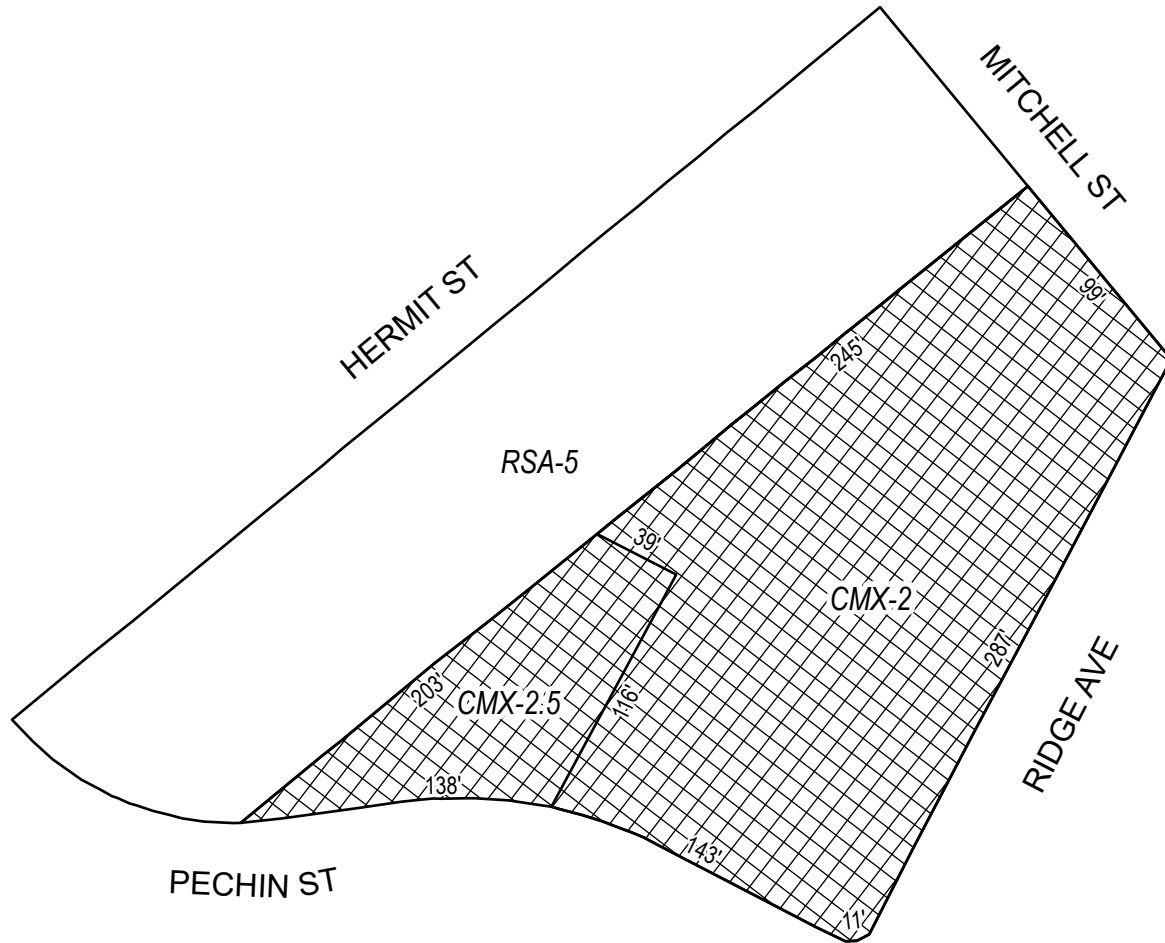 MITCHELL ST
HERMIT ST
99'
245'
RSA-5
39'
CMX-2
287'
203'
CMX-2.5
116'
RIDGE AVE
138'
143'
PECHIN ST
11'